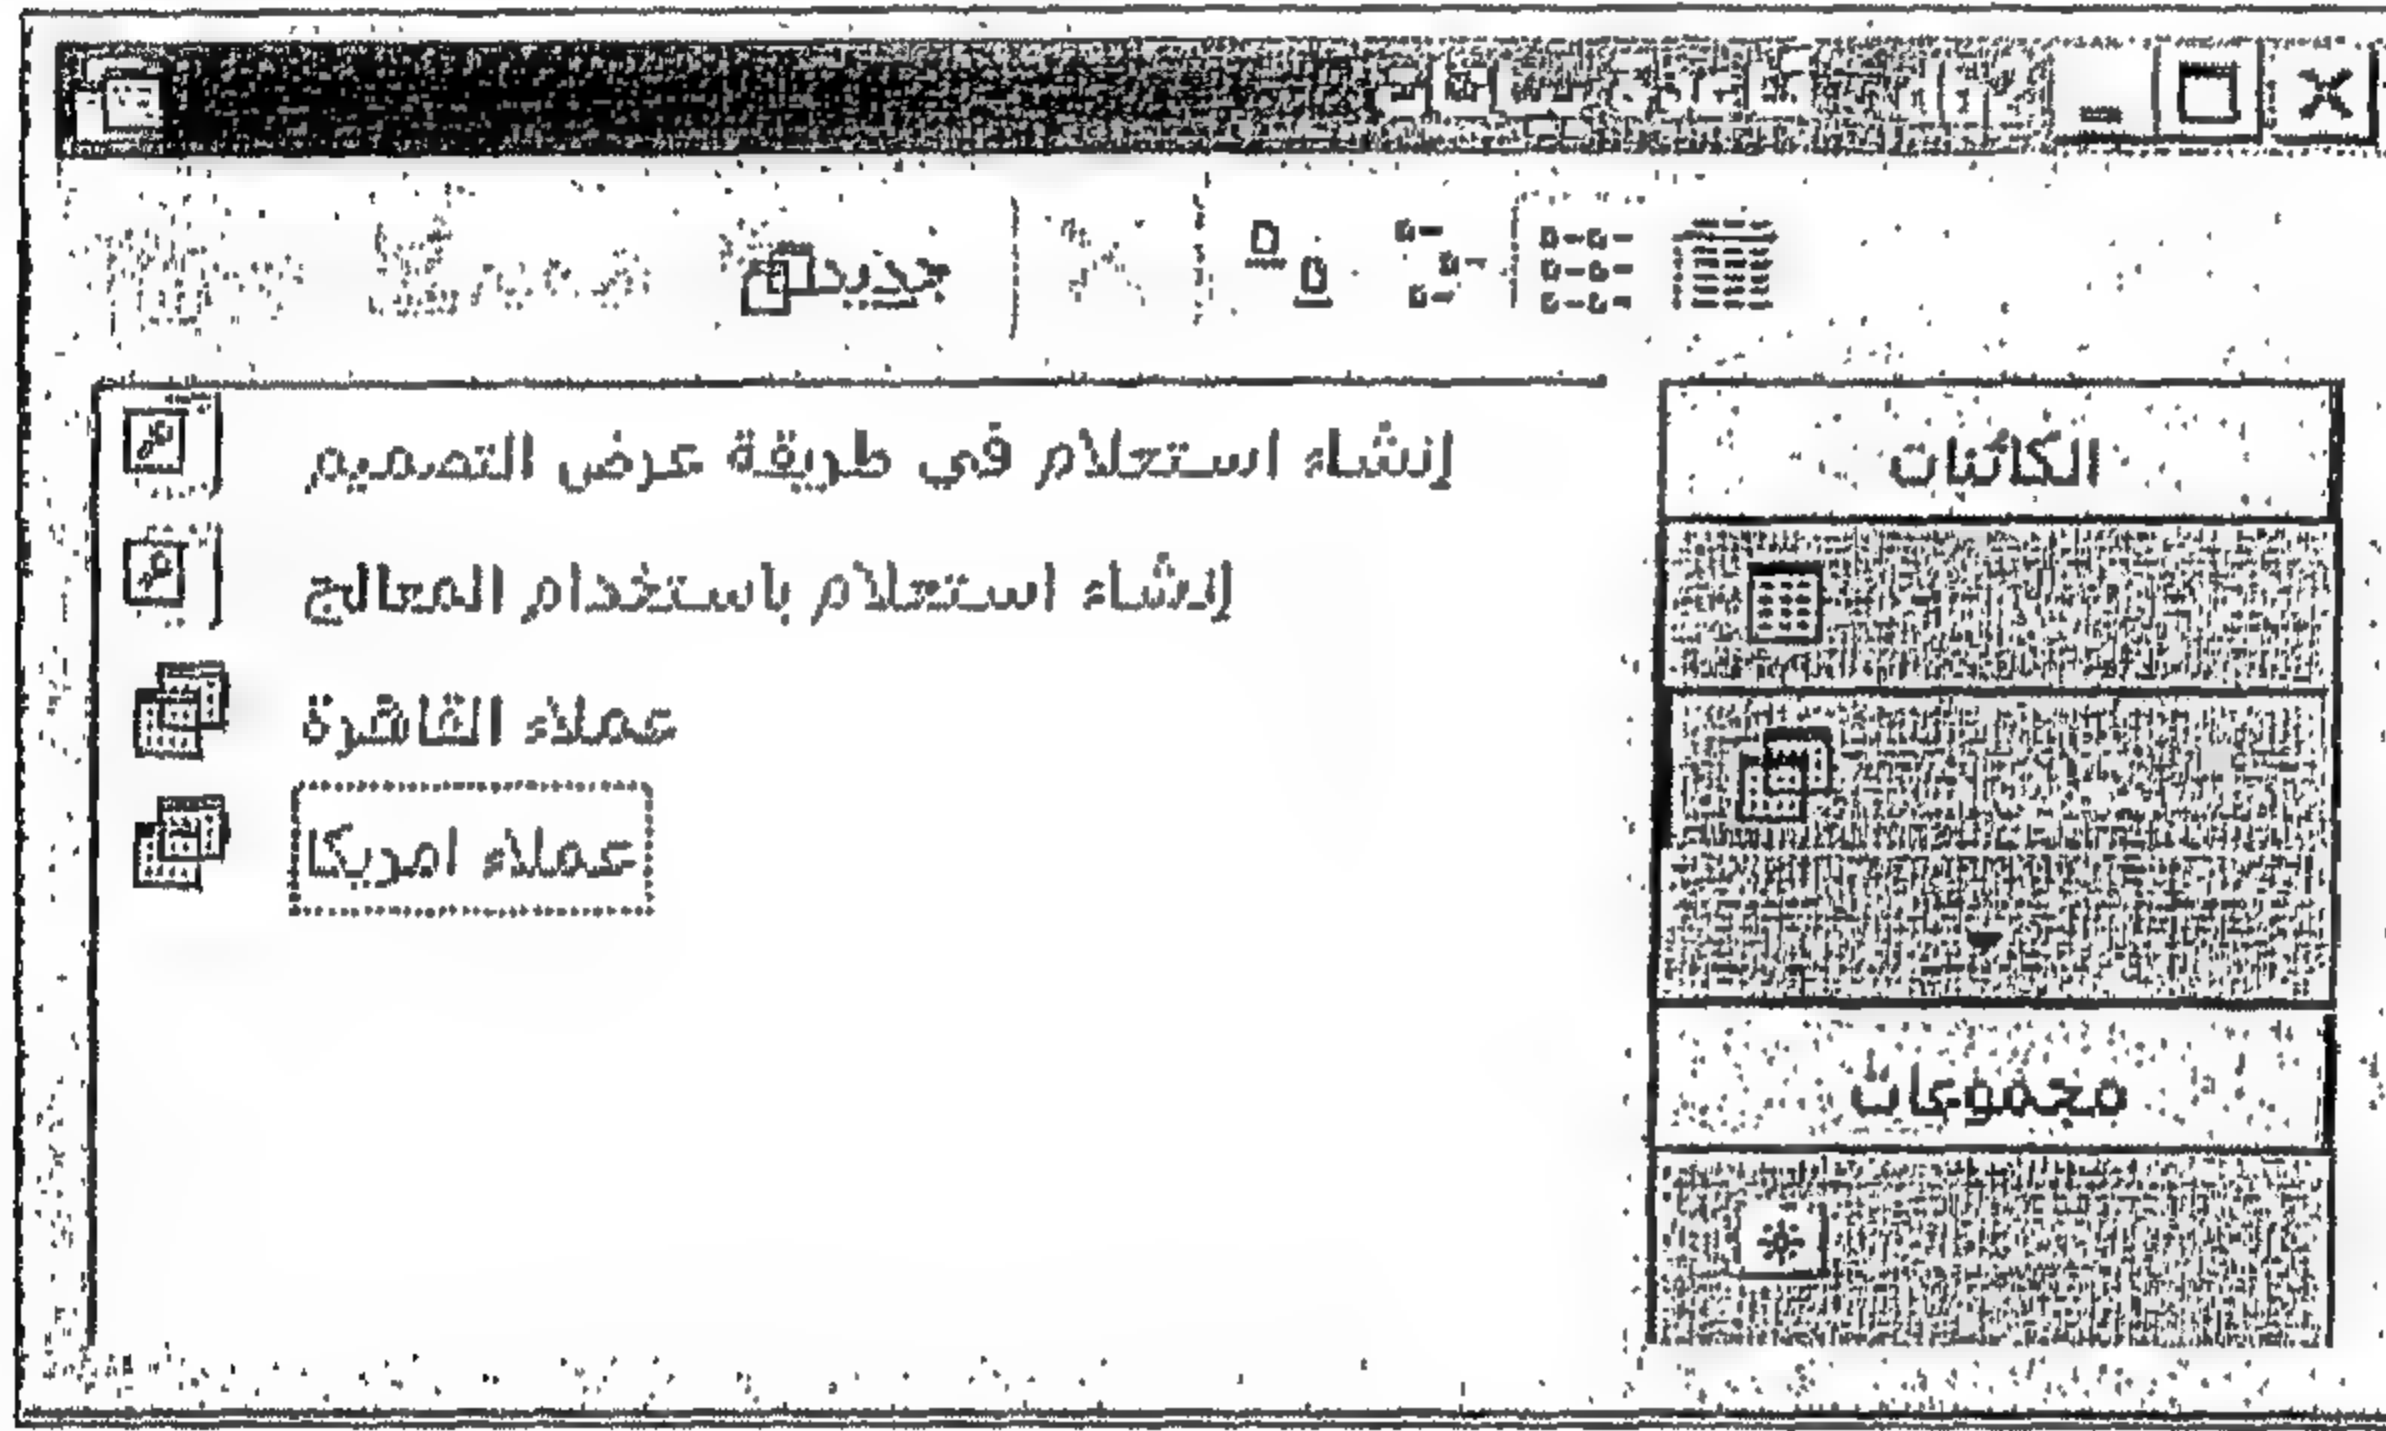 جديد
إنشاء استعلام في طريقة عرض التصميم
إنشاء استعلام باستخدام المعالج
عملاء القاهرة
عملاء امريكا
الكائنات
مجموعات